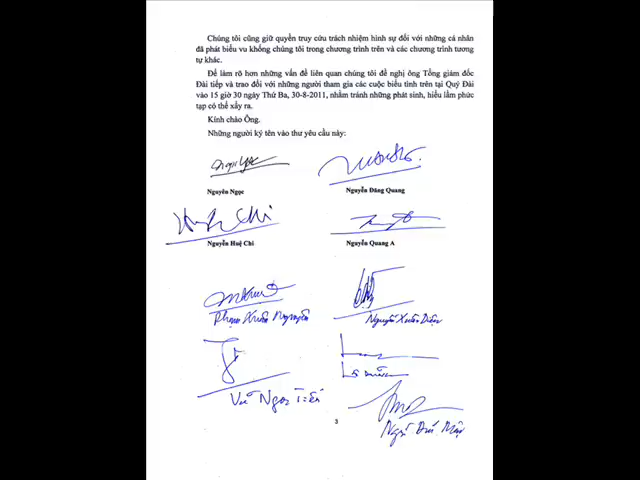 Chúng tôi cũng giữ quyền truy cứu trách nhiệm hình sự đối với những cá nhân
đã phát biểu vu khống chúng tôi trong chương trình trên và các chương trình tương
tự khác.
Để làm rõ hơn những vấn đề liên quan chúng tôi đề nghị ông Tổng giám đốc
Đài tiếp và trao đổi với những người tham gia các cuộc biểu tình trên tại Quý Đài
vào 15 giờ 30 ngày Thứ Ba, 30-8-2011, nhằm tránh những phát sinh, hiểu lầm phức
tạp có thể xảy ra.
Kính chào Ông.
Những người ký tên vào thư yêu cầu này:
Nguyên Ngọc
Nguyễn Đăng Quang
Nguyễn Huệ Chi
Nguyễn Quang A
Phạm Xuân Nguyên
Nguyễn Xuân Diện
Vũ Ngọc Tiến
Lê Dũng
3